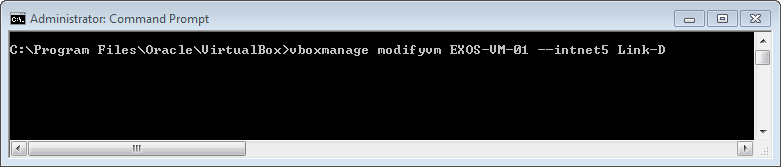 Administrator: Command Prompt
C:\Program Files\Oracle\VirtualBox>vboxmanage modifyvm EXOS-VM-01 --intnet5 Link-D